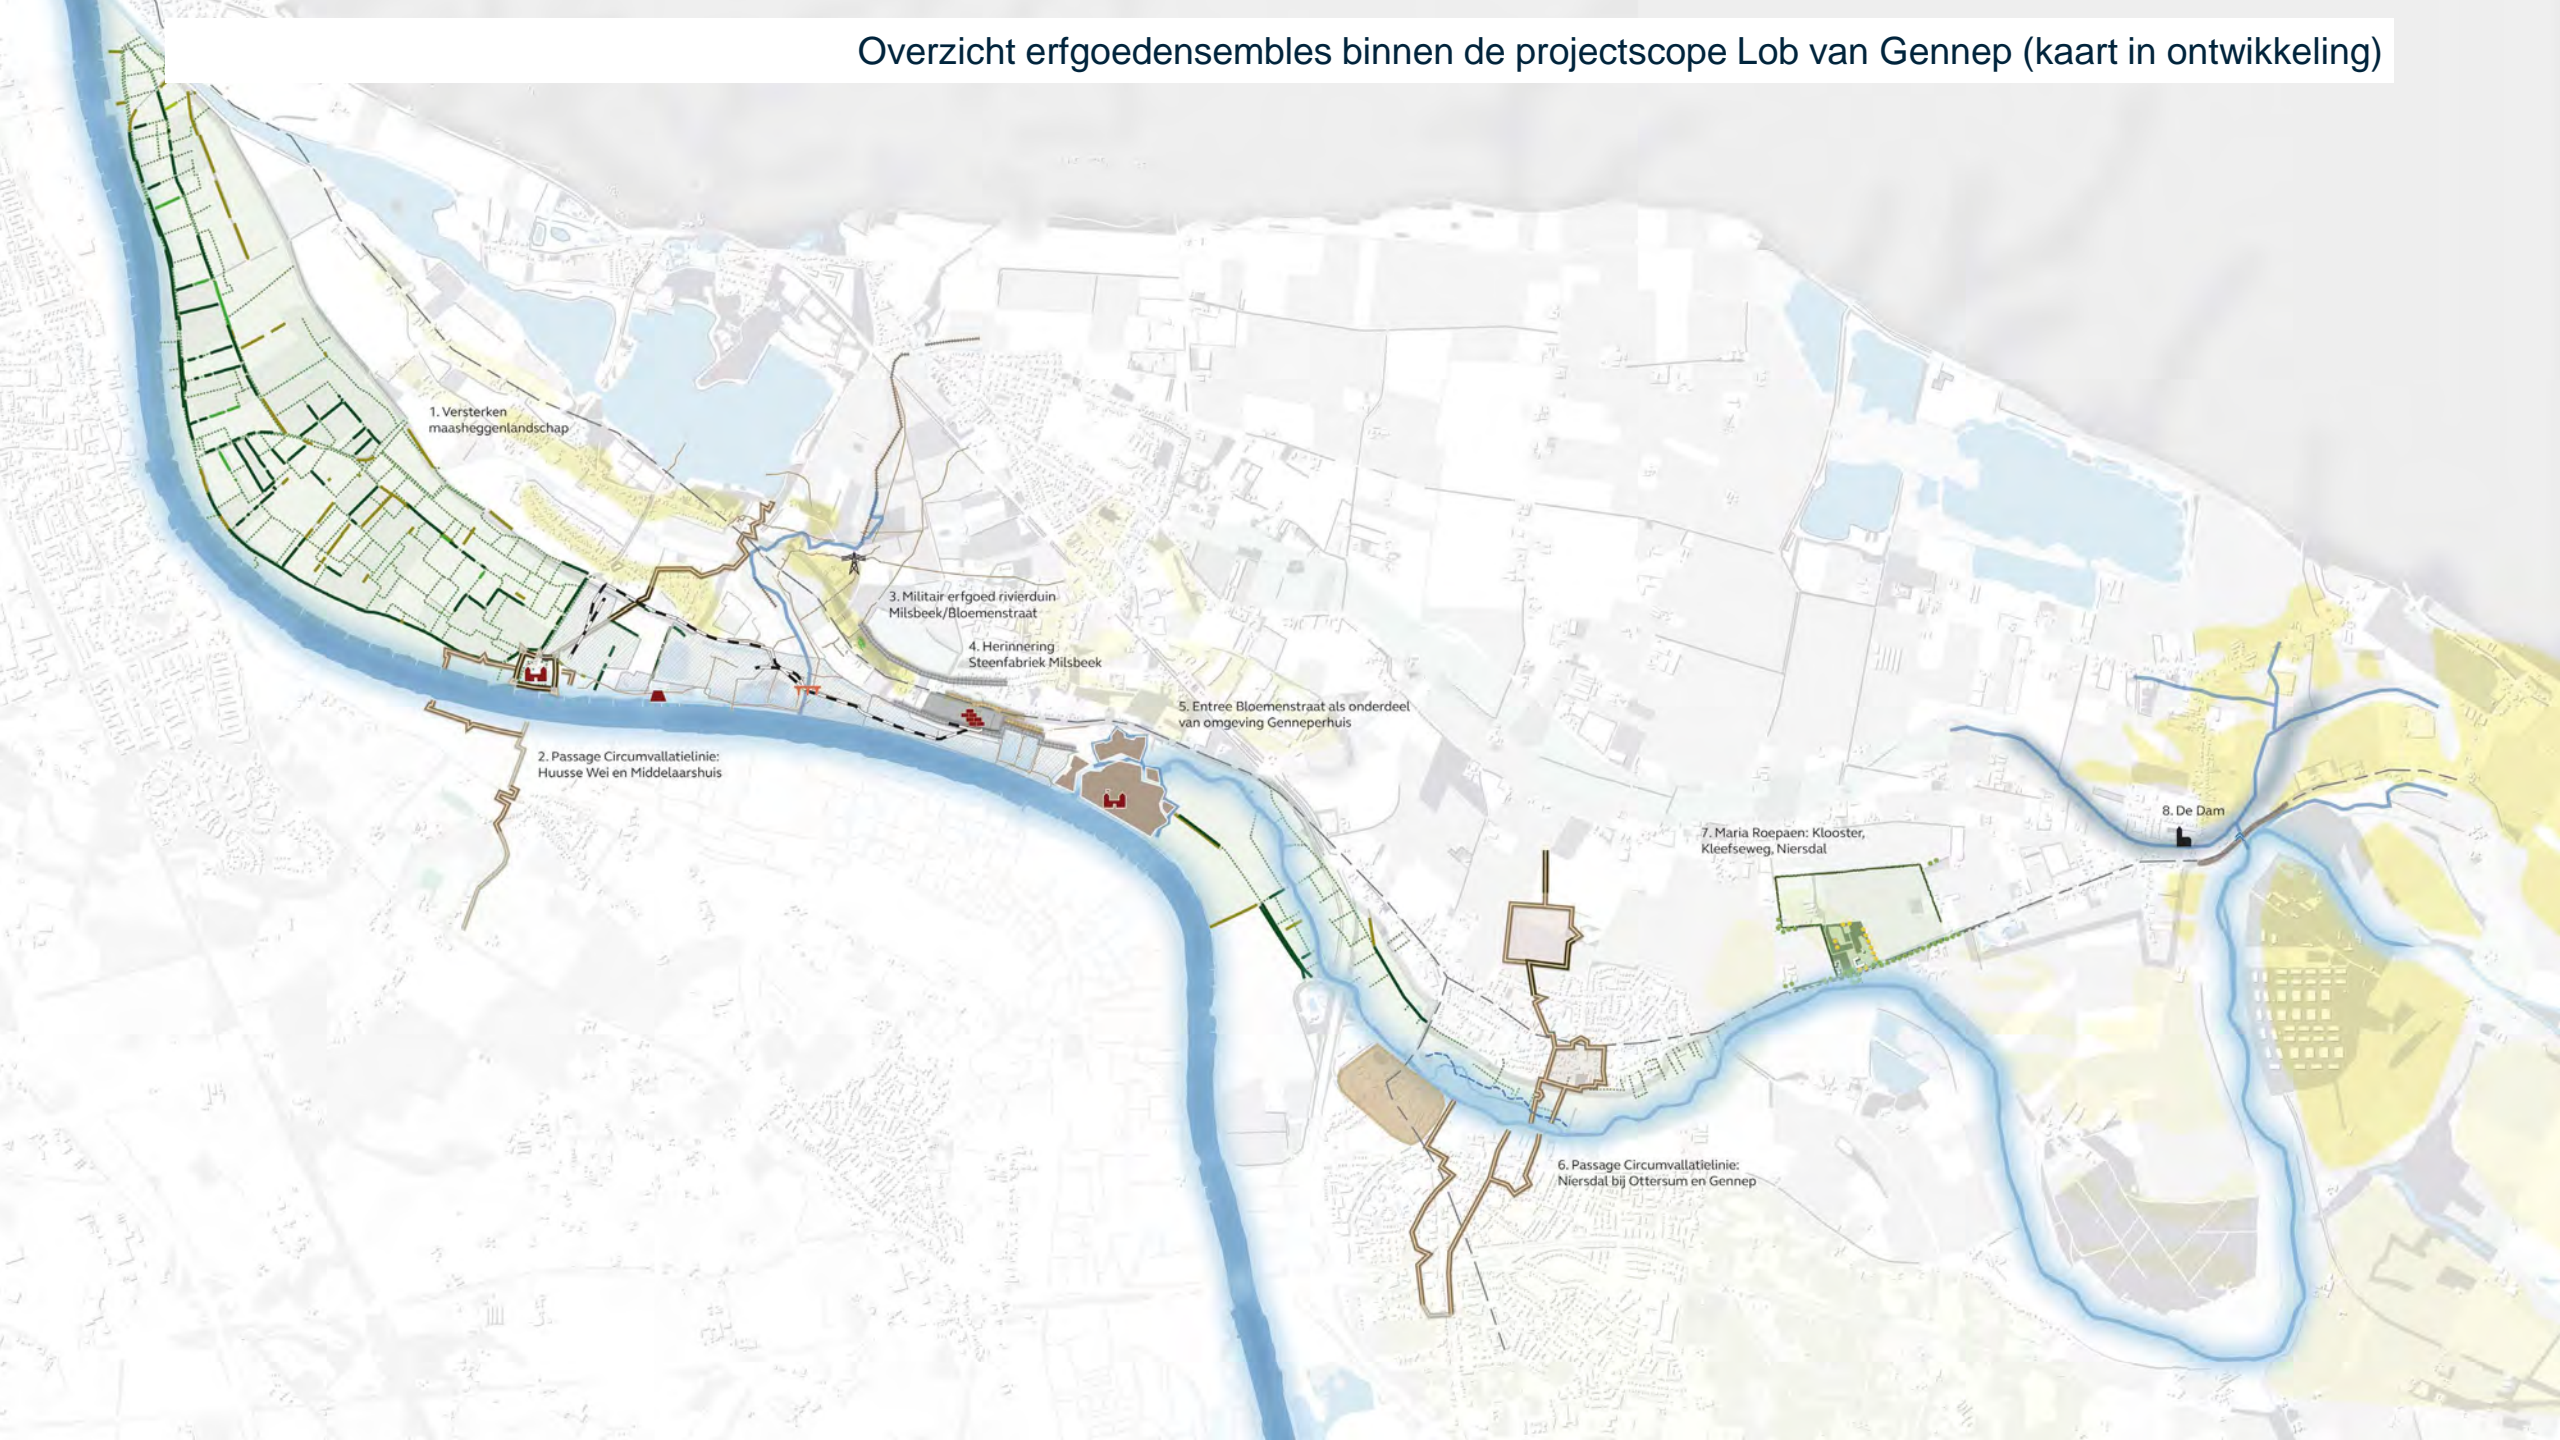 Overzicht erfgoedensembles binnen de projectscope Lob van Gennep (kaart in ontwikkeling)
1. Versterken
maasheggenlandschap
3. Militair erfgoed rivierduin
Milsbeek/Bloemenstraat
4. Herinnering
Steenfabriek Milsbeek
5. Entree Bloemenstraat als onderdeel
van omgeving Genneperhuis
2. Passage Circumvallatielinie:
Huusse Wei en Middelaarshuis
8. De Dam
7. Maria Roepaen: Klooster,
Kleefseweg, Niersdal
6. Passage Circumvallatielinie:
Niersdal bij Ottersum en Gennep